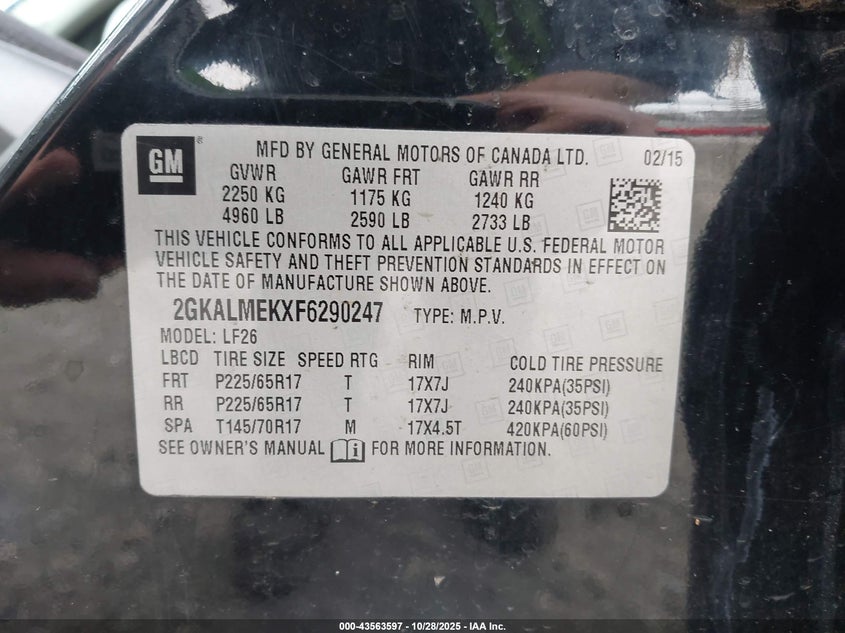 GM ®
MFD BY GENERAL MOTORS OF CANADA LTD. 02/15
GVWR GAWR FRT GAWR RR
2250 KG 1175 KG 1240 KG
4960 LB 2590 LB 2733 LB
THIS VEHICLE CONFORMS TO ALL APPLICABLE U.S. FEDERAL MOTOR
VEHICLE SAFETY AND THEFT PREVENTION STANDARDS IN EFFECT ON
THE DATE OF MANUFACTURE SHOWN ABOVE.
2GKALMEKXF6290247 TYPE: M.P.V.
MODEL: LF26
LBCD TIRE SIZE SPEED RTG RIM COLD TIRE PRESSURE
FRT P225/65R17 T 17X7J 240KPA(35PSI)
RR P225/65R17 T 17X7J 240KPA(35PSI)
SPA T145/70R17 M 17X4.5T 420KPA(60PSI)
SEE OWNER'S MANUAL i FOR MORE INFORMATION.
000-43563597 - 10/28/2025 - IAA, Inc.